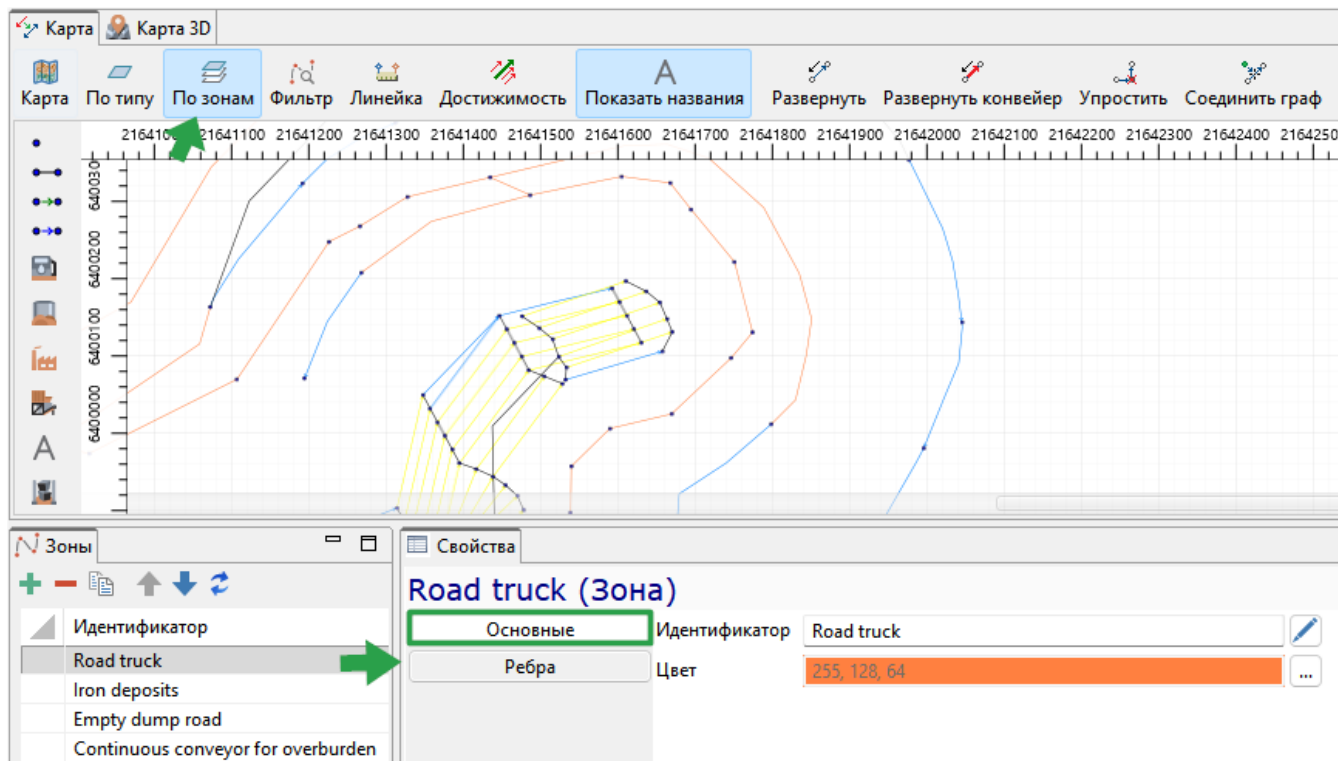 Карта Карта 3D
Карта По типу По зонам Фильтр Линейка Достижимость Показать названия Развернуть Развернуть конвейер Упростить Соединить граф
21641100 21641200 21641300 21641400 21641500 21641600 21641700 21641800 21641900 21642000 21642100 21642200 21642300 21642400
6400300
6400200
6400100
6400000
Зоны
Идентификатор
Road truck
Iron deposits
Empty dump road
Continuous conveyor for overburden
Свойства
Road truck (Зона)
Основные
Ребра
Идентификатор Road truck
Цвет 255, 128, 64
...